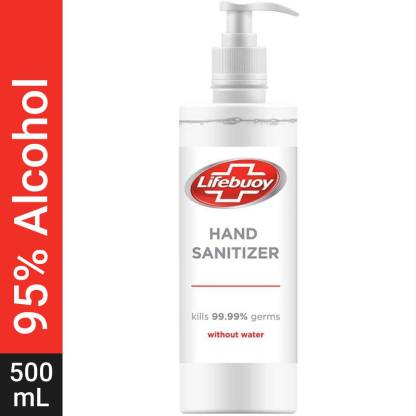 95% Alcohol
500
mL
Lifebuoy
HAND
SANITIZER
kills 99.99% germs
without water